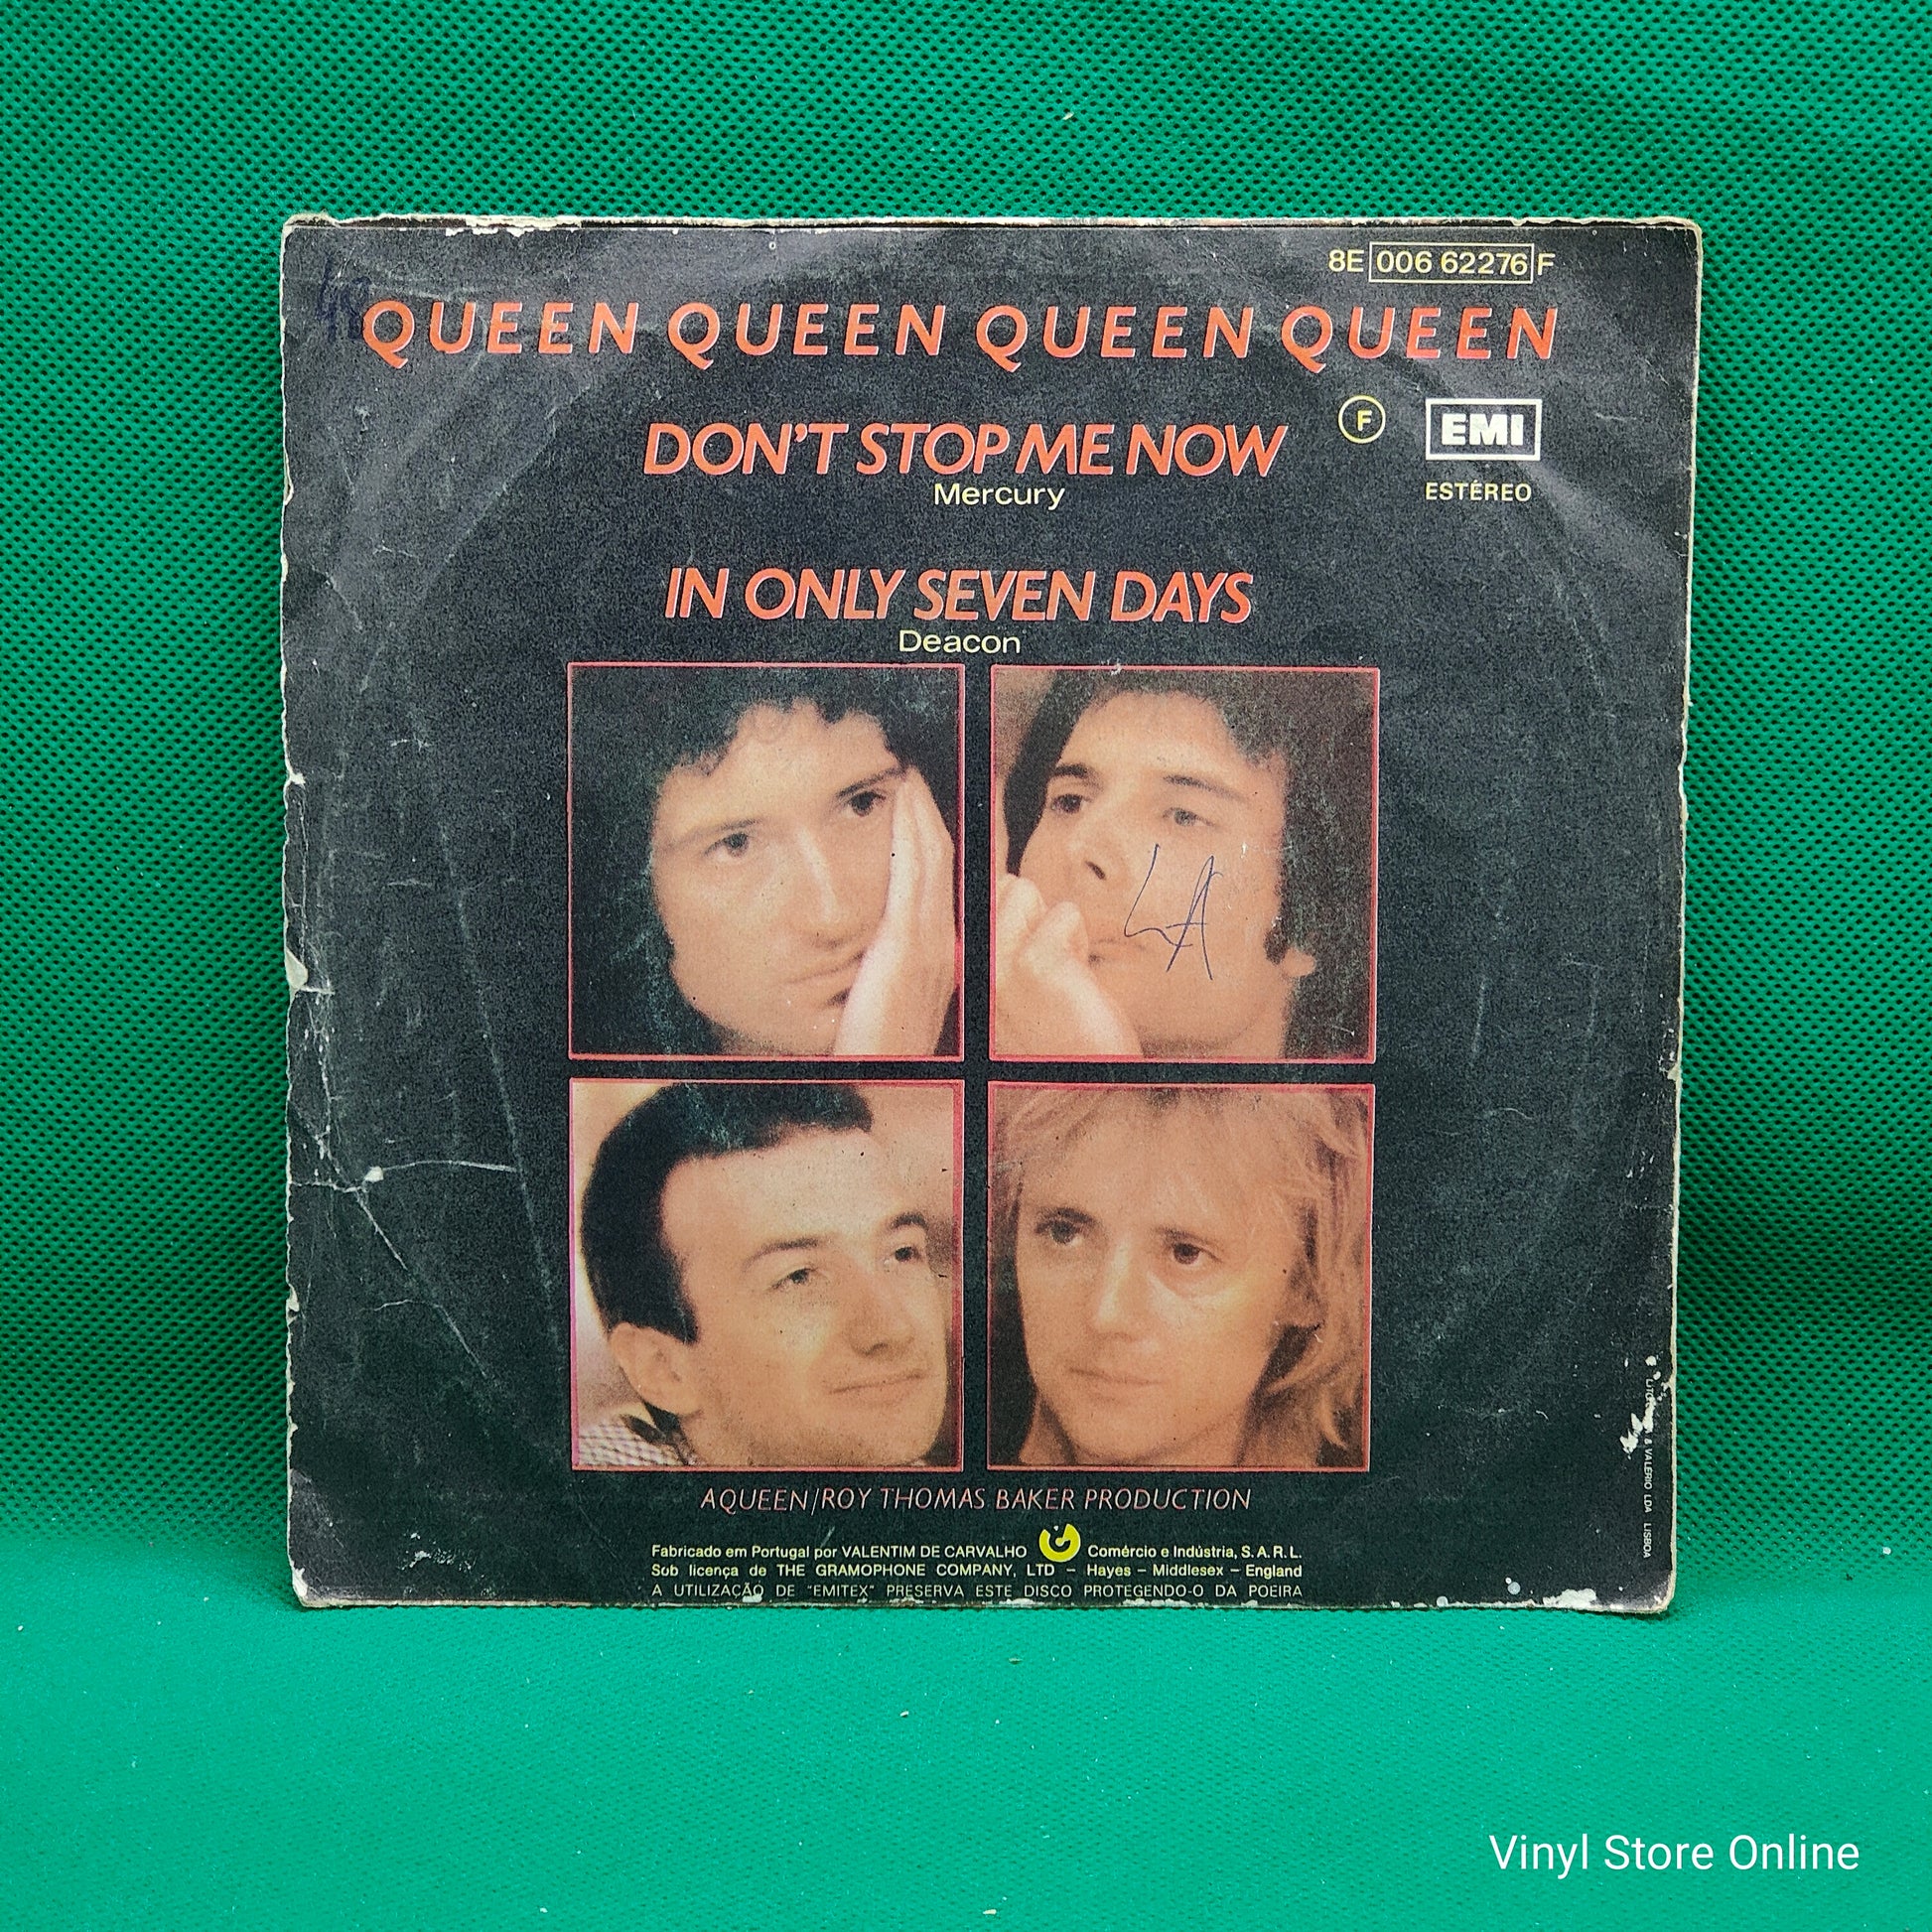 8E 006 62276 F
48
QUEEN QUEEN QUEEN QUEEN
DON'T STOP ME NOW
Mercury
F
EMI
ESTÉREO
IN ONLY SEVEN DAYS
Deacon
LA
A QUEEN/ROY THOMAS BAKER PRODUCTION
Fabricado em Portugal por VALENTIM DE CARVALHO Comércio e Indústria, S.A.R.L.
Sob licença de THE GRAMOPHONE COMPANY, LTD – Hayes – Middlesex – England
A UTILIZAÇÃO DE "EMITEX" PRESERVA ESTE DISCO PROTEGENDO-O DA POEIRA
& VALÉRIO LDA LISBOA
Vinyl Store Online